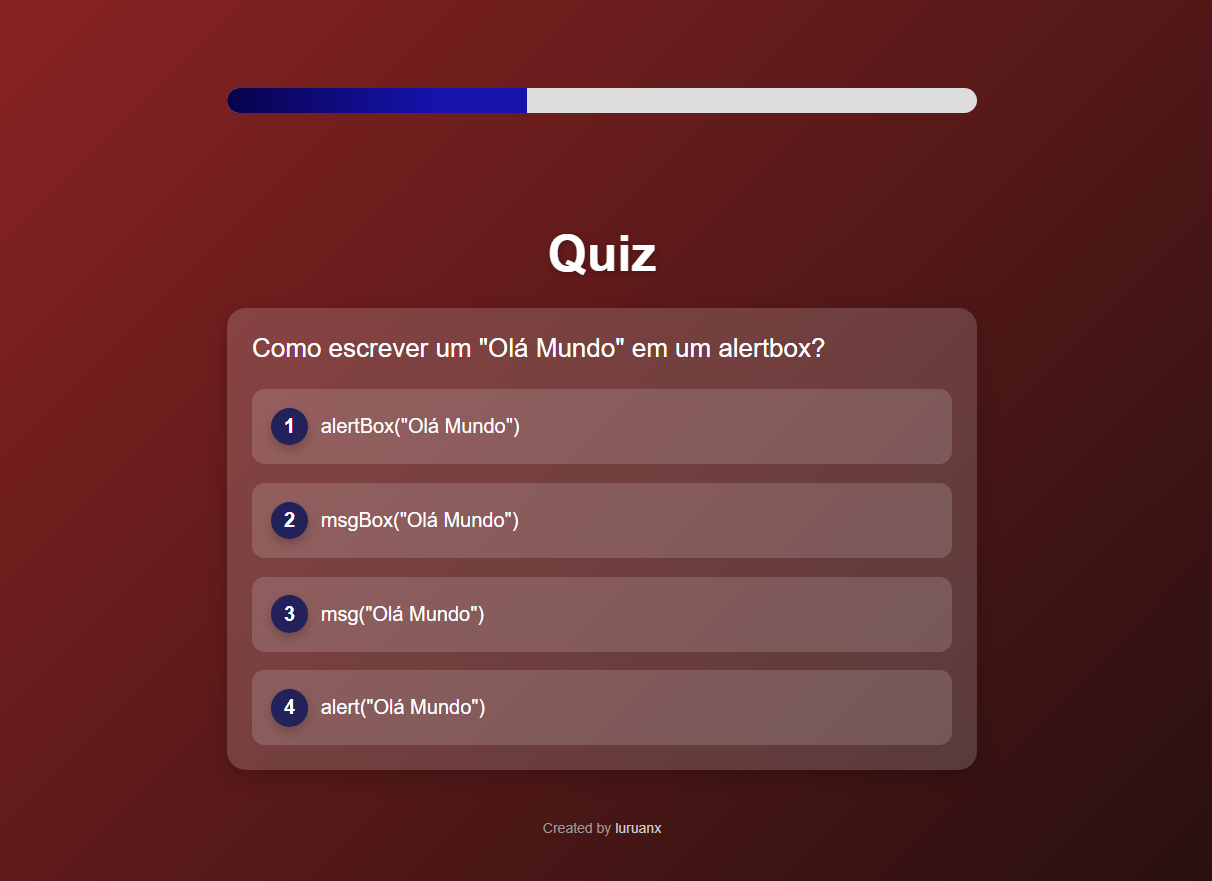 Quiz
Como escrever um "Olá Mundo" em um alertbox?
1 alertBox("Olá Mundo")
2 msgBox("Olá Mundo")
3 msg("Olá Mundo")
4 alert("Olá Mundo")
Created by luruanx